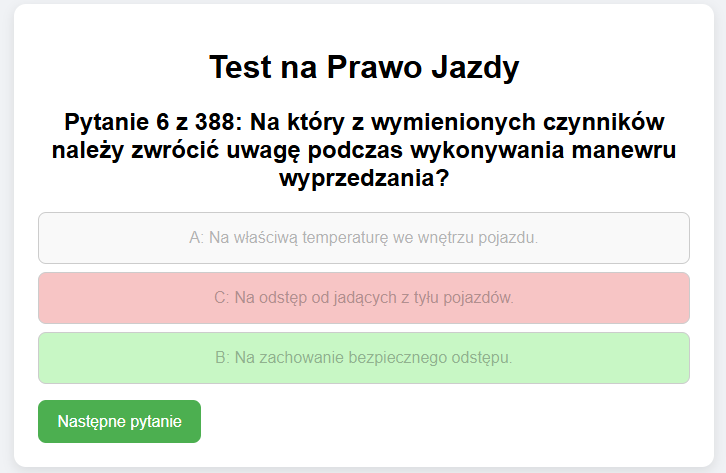 Test na Prawo Jazdy
Pytanie 6 z 388: Na który z wymienionych czynników
należy zwrócić uwagę podczas wykonywania manewru
wyprzedzania?
A: Na właściwą temperaturę we wnętrzu pojazdu.
C: Na odstęp od jadących z tyłu pojazdów.
B: Na zachowanie bezpiecznego odstępu.
Następne pytanie